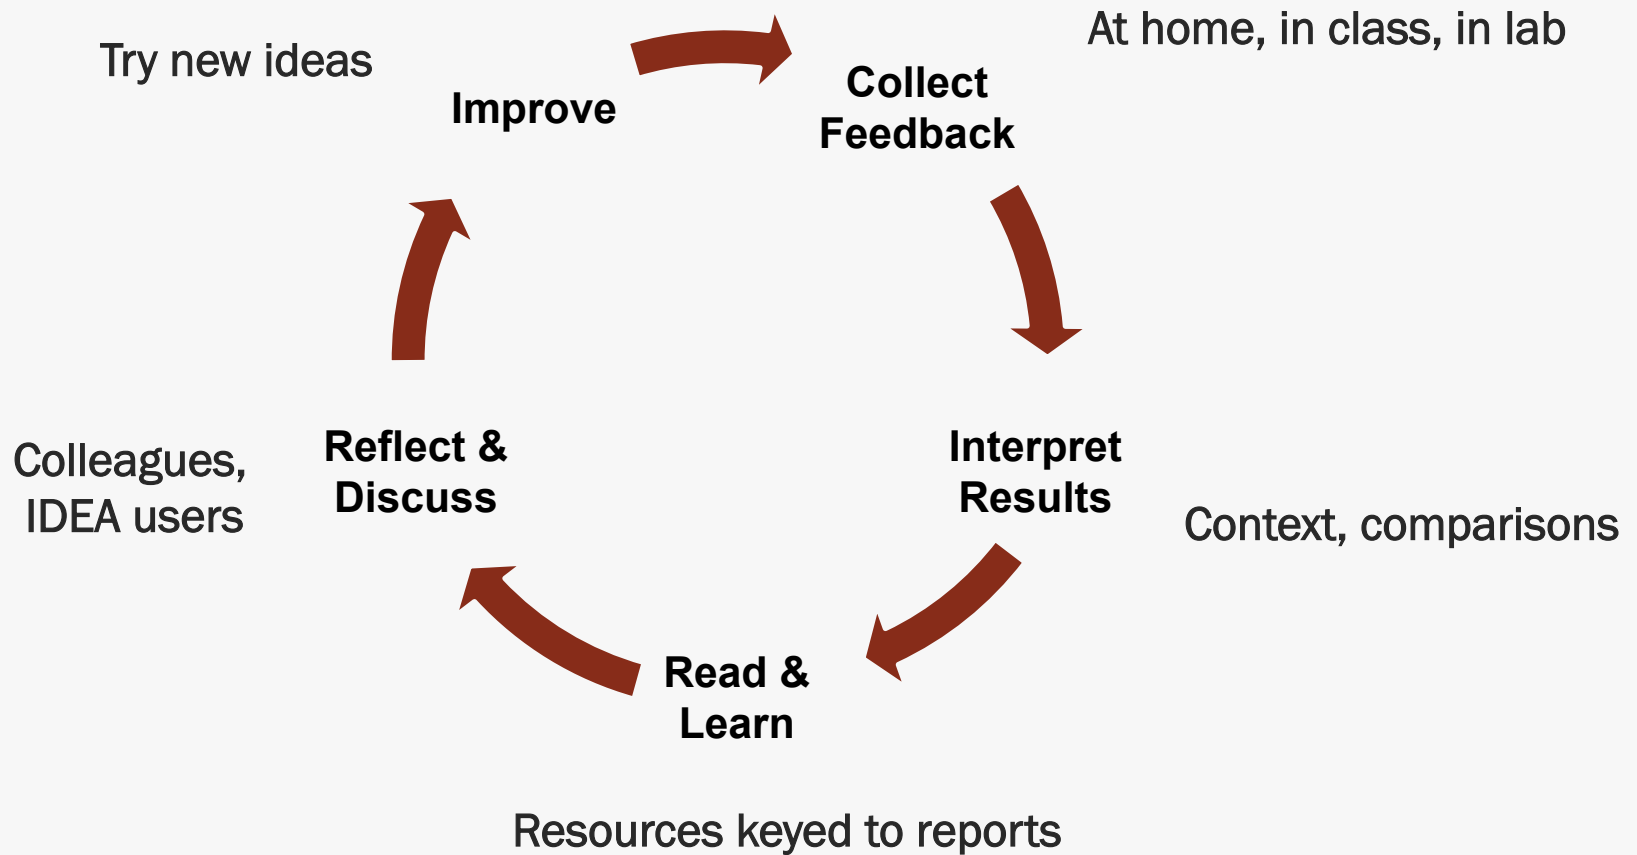 Try new ideas
Improve
Collect
Feedback
At home, in class, in lab
Interpret
Results
Context, comparisons
Read &
Learn
Resources keyed to reports
Reflect &
Discuss
Colleagues,
IDEA users